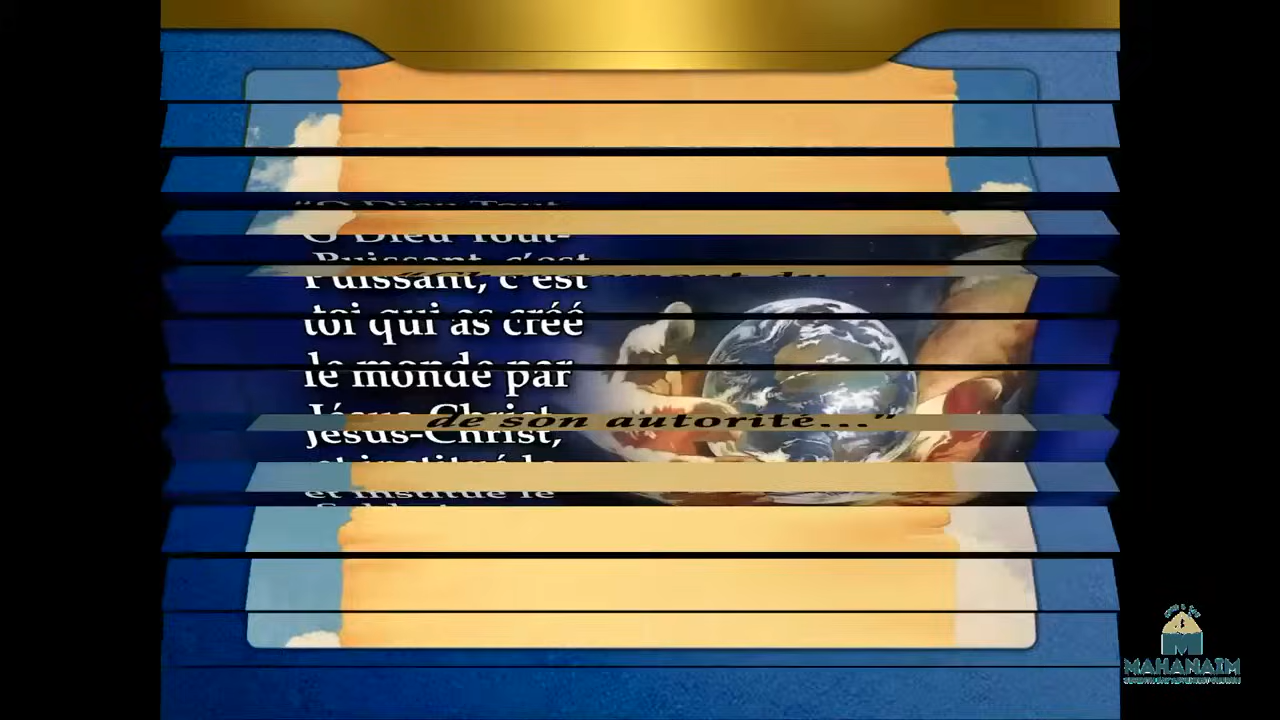 “O Dieu Tout-
Puissant, c’est
toi qui as créé
le monde par
Jésus-Christ,
et institué le
de son autorité...”
MAHANAIM